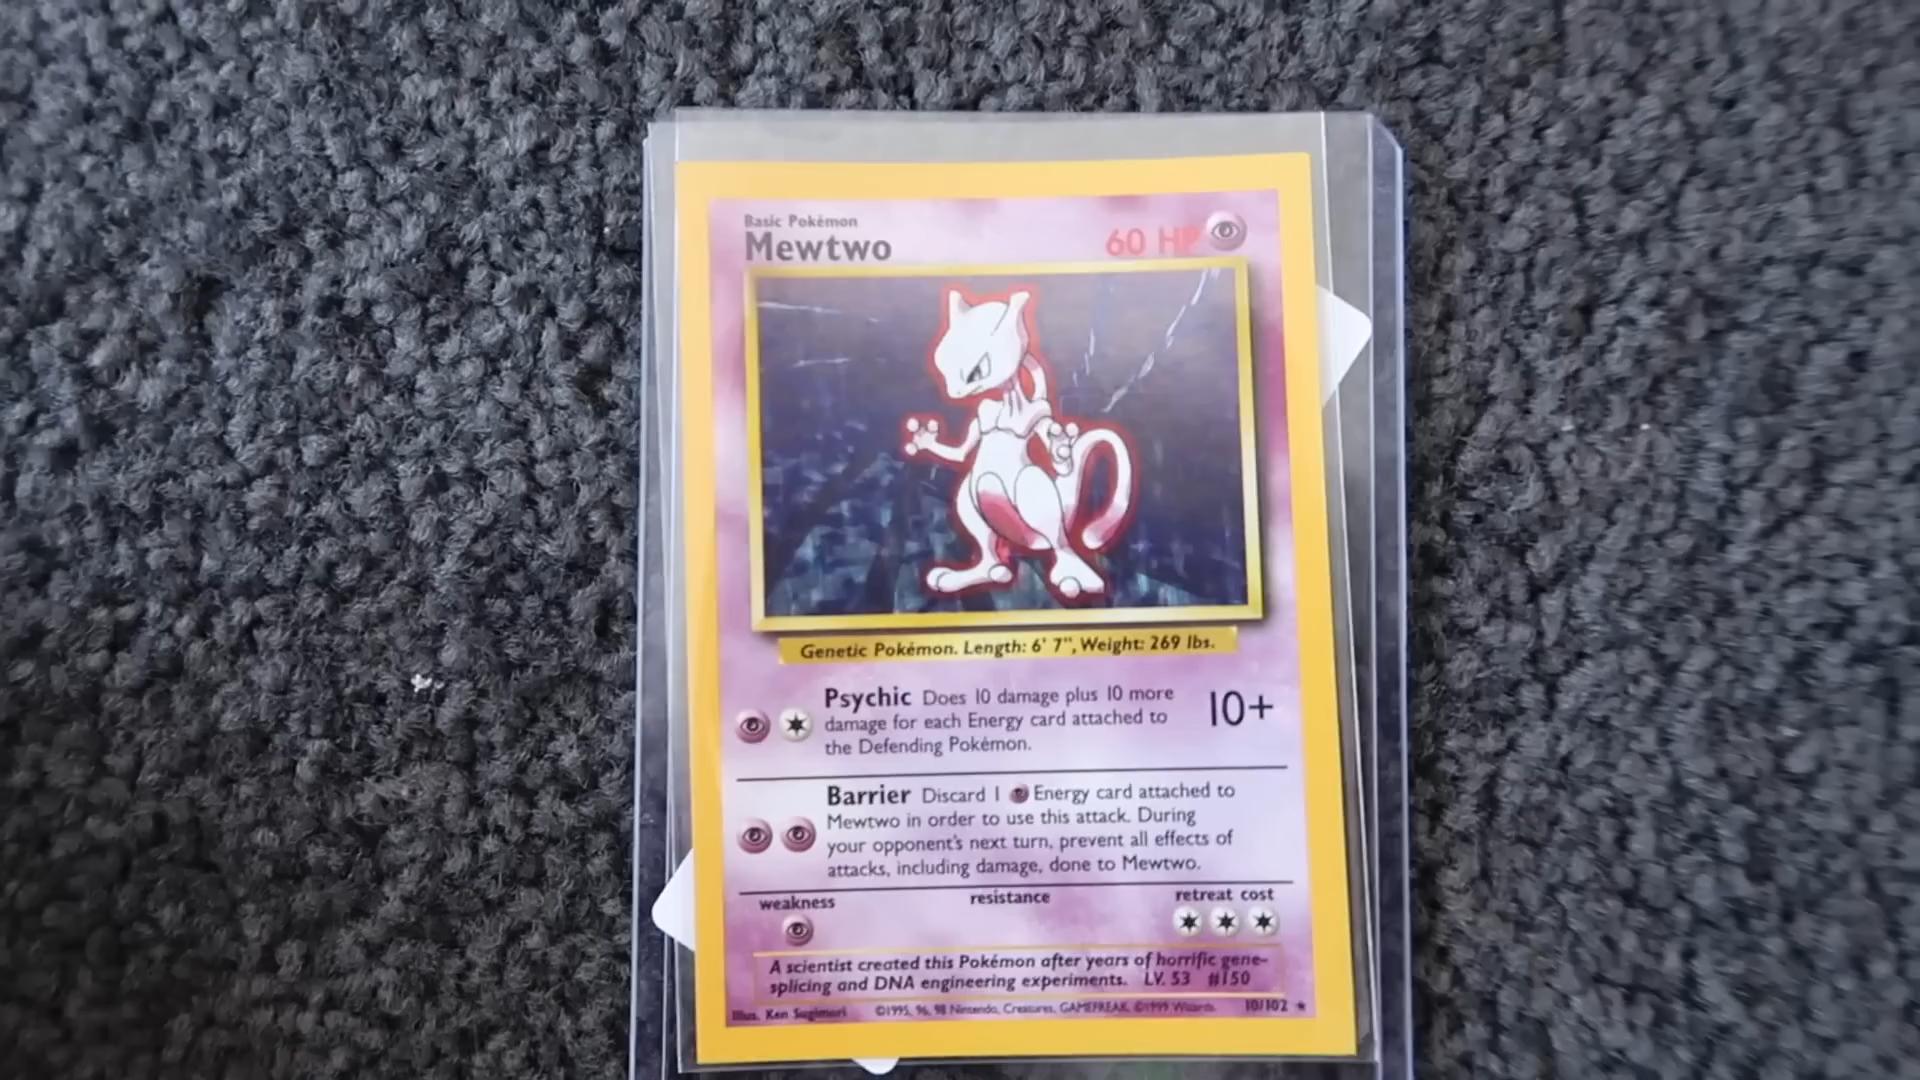 Basic Pokémon
Mewtwo
60 HP
Genetic Pokémon. Length: 6' 7", Weight: 269 lbs.
Psychic Does 10 damage plus 10 more
damage for each Energy card attached to
the Defending Pokémon.
10+
Barrier Discard 1 Energy card attached to
Mewtwo in order to use this attack. During
your opponent's next turn, prevent all effects of
attacks, including damage, done to Mewtwo.
weakness
resistance
retreat cost
A scientist created this Pokémon after years of horrific gene-
splicing and DNA engineering experiments. LV. 53 #150
Illus. Ken Sugimori ©1995, 96, 98 Nintendo, Creatures, GAMEFREAK. ©1999 Wizards. 10/102